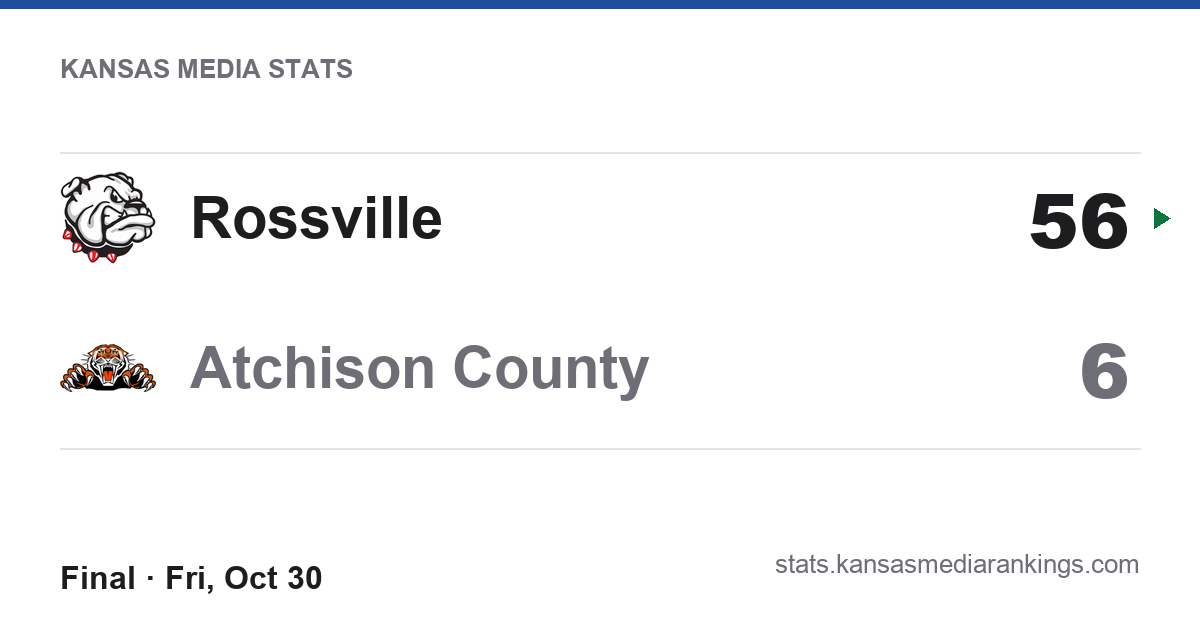 KANSAS MEDIA STATS
Rossville 56
Atchison County 6
Final · Fri, Oct 30
stats.kansasmediarankings.com